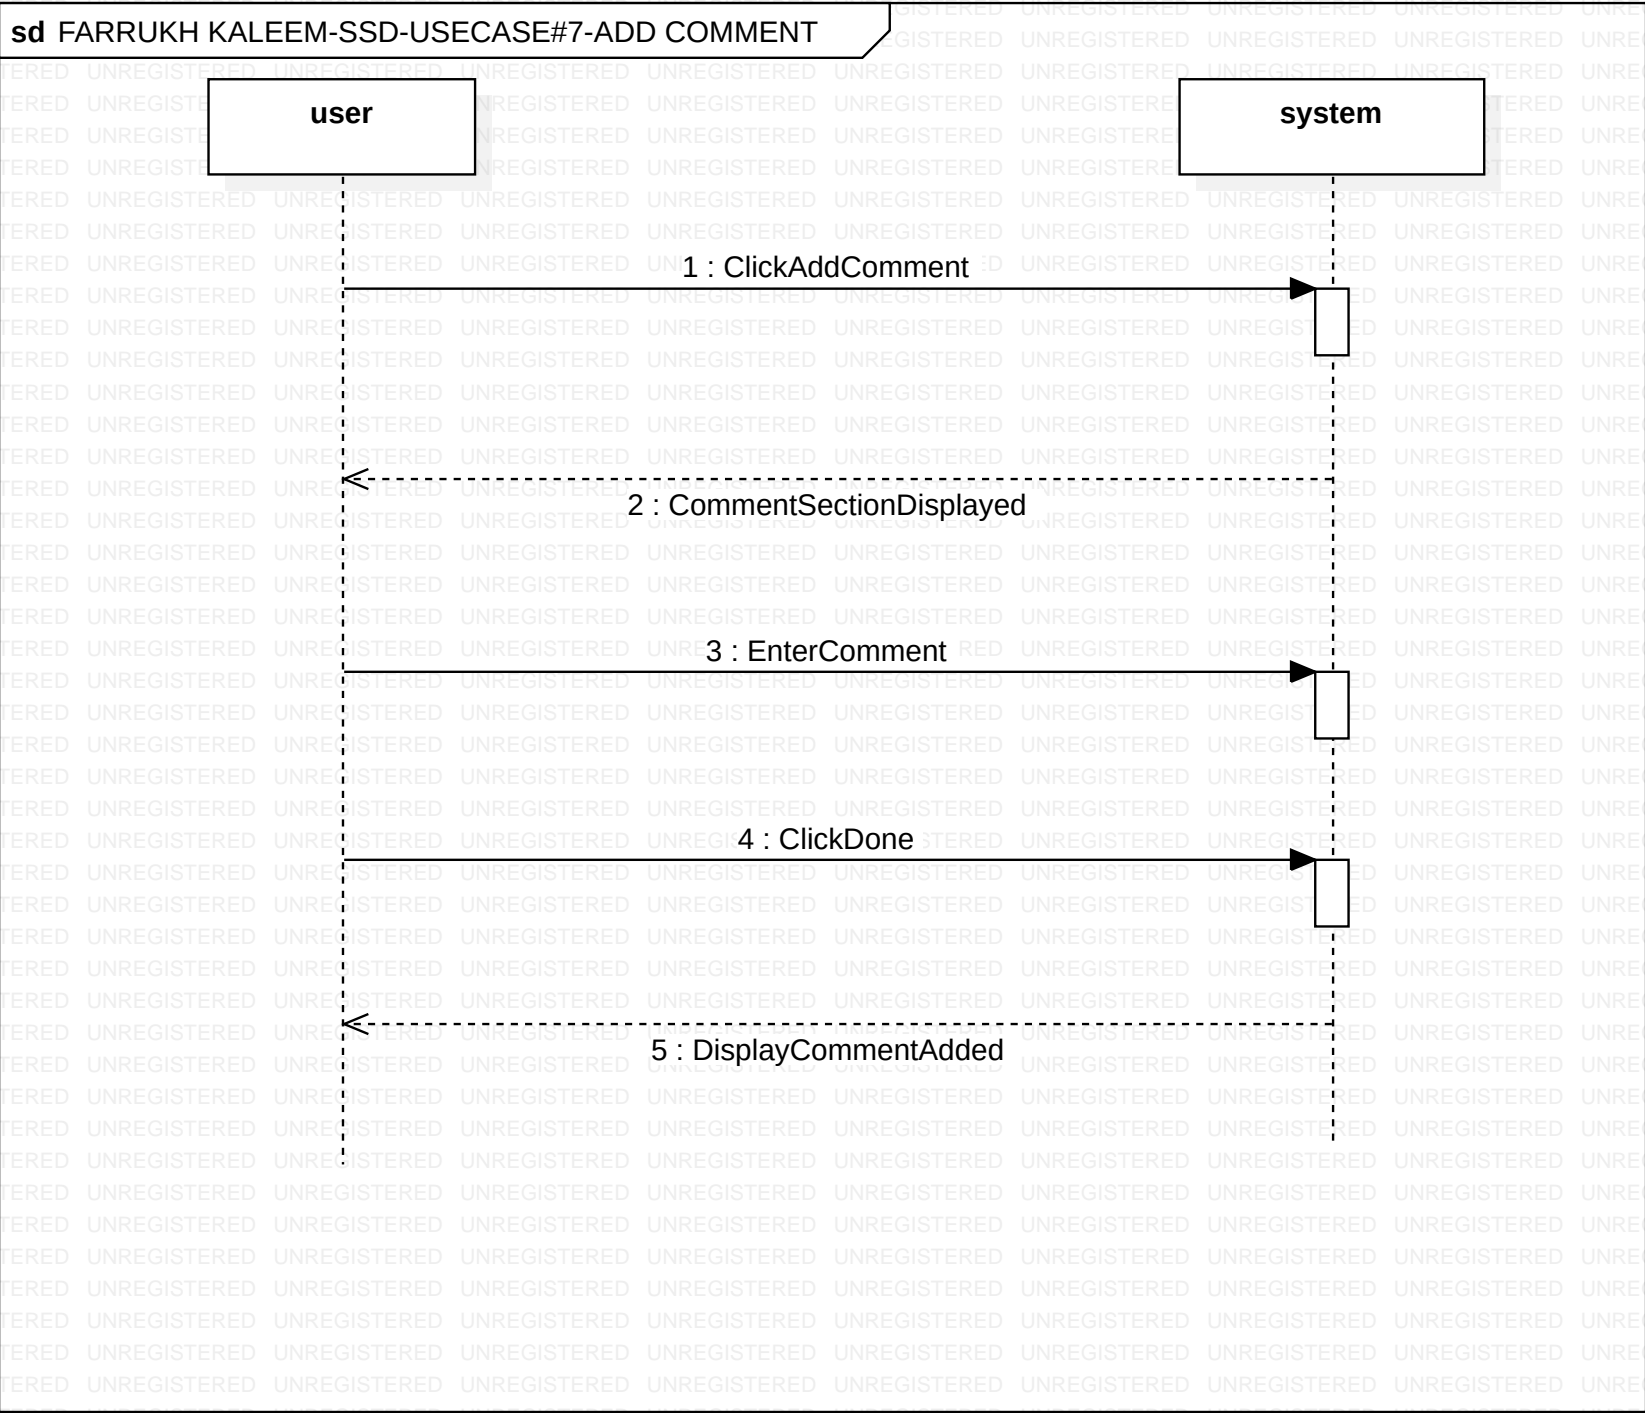 sd FARRUKH KALEEM-SSD-USECASE#7-ADD COMMENT
user
system
1 : ClickAddComment
2 : CommentSectionDisplayed
3 : EnterComment
4 : ClickDone
5 : DisplayCommentAdded
UNREGISTERED